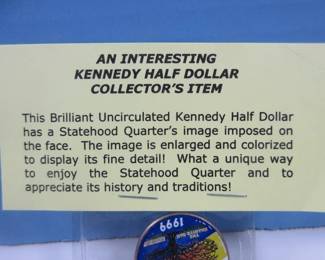 AN INTERESTING
KENNEDY HALF DOLLAR
COLLECTOR'S ITEM
This Brilliant Uncirculated Kennedy Half Dollar
has a Statehood Quarter's image imposed on
the face. The image is enlarged and colorized
to display its fine detail! What a unique way
to enjoy the Statehood Quarter and to
appreciate its history and traditions!
1999